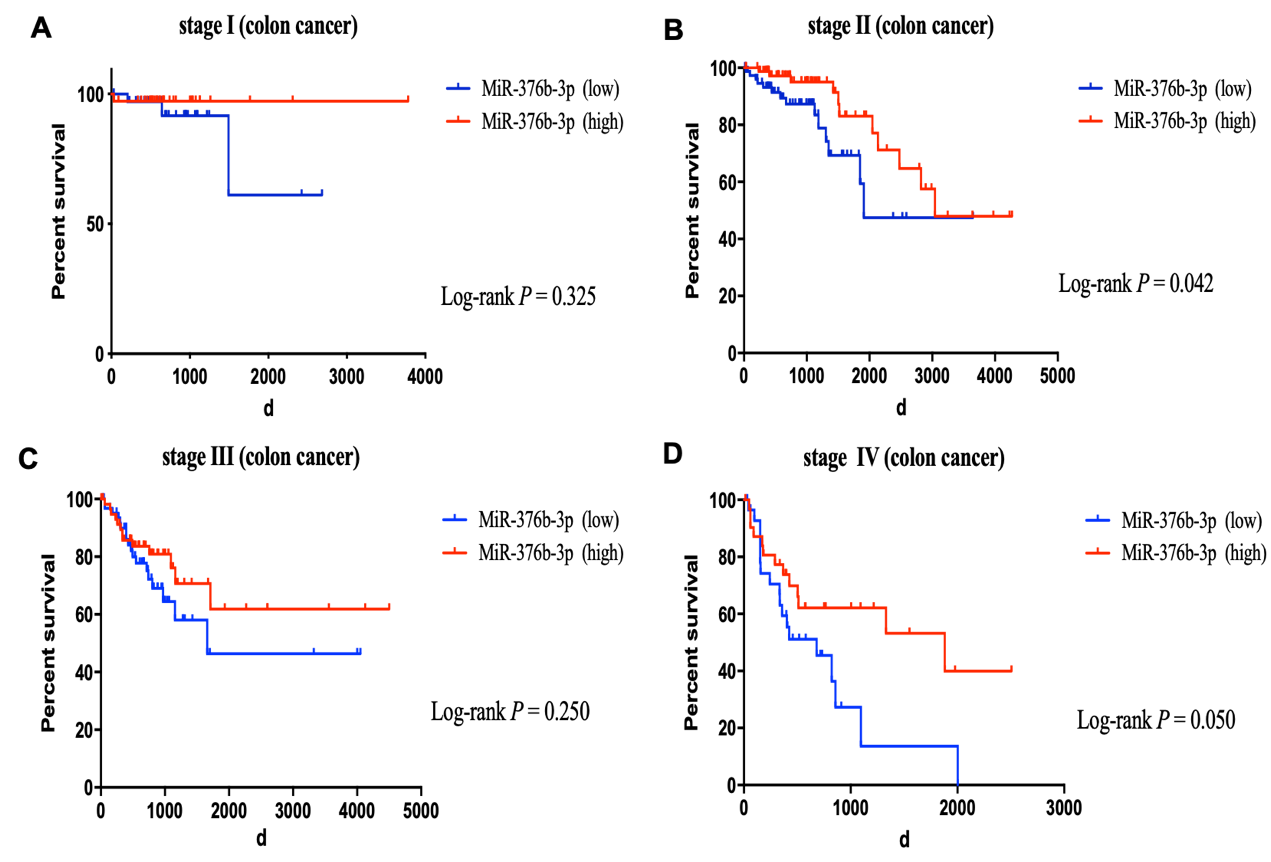 A
stage I (colon cancer)
Percent survival
100
50
0
0 1000 2000 3000 4000
d
MiR-376b-3p (low)
MiR-376b-3p (high)
Log-rank P = 0.325
B
stage II (colon cancer)
Percent survival
100
80
60
40
20
0
0 1000 2000 3000 4000 5000
d
MiR-376b-3p (low)
MiR-376b-3p (high)
Log-rank P = 0.042
C
stage III (colon cancer)
Percent survival
100
80
60
40
20
0
0 1000 2000 3000 4000 5000
d
MiR-376b-3p (low)
MiR-376b-3p (high)
Log-rank P = 0.250
D
stage IV (colon cancer)
Percent survival
100
80
60
40
20
0
0 1000 2000 3000
d
MiR-376b-3p (low)
MiR-376b-3p (high)
Log-rank P = 0.050